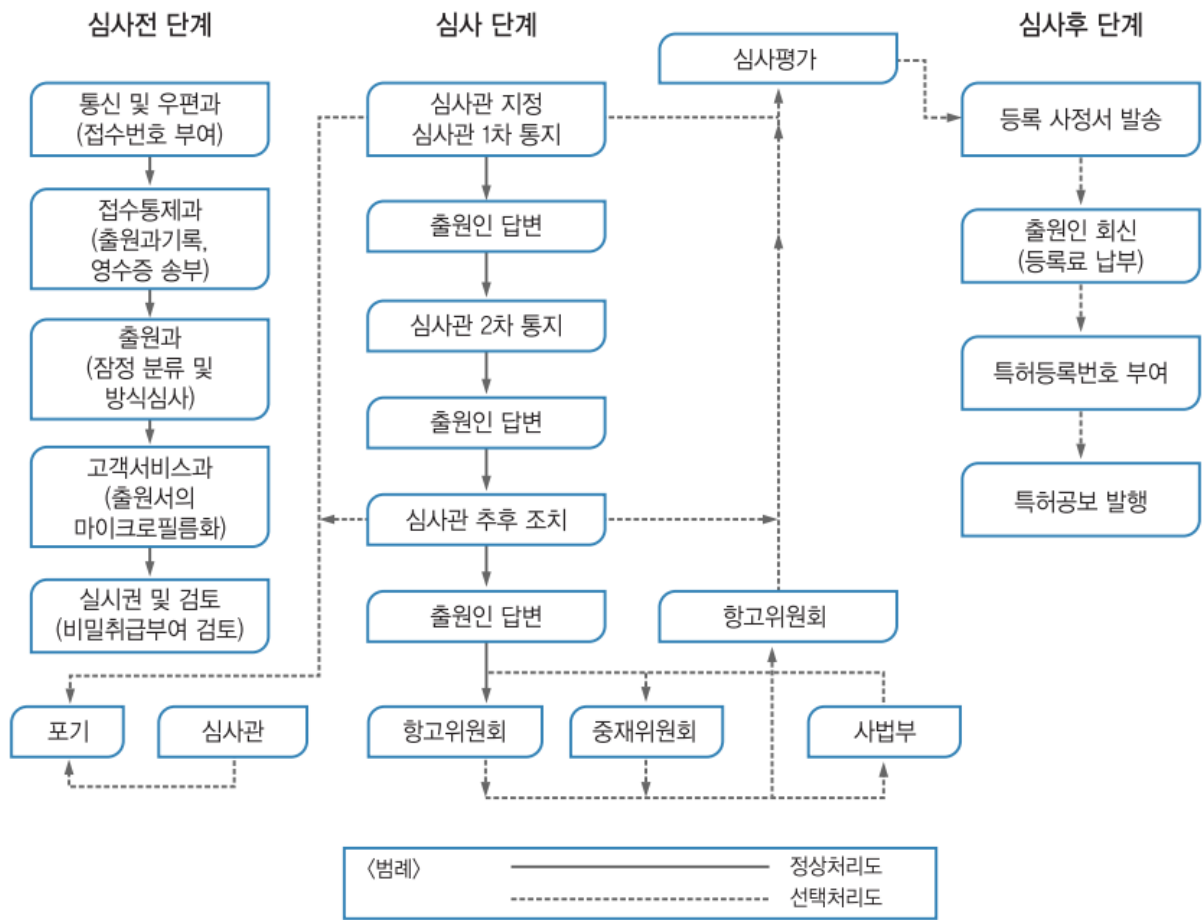 심사전 단계
통신 및 우편과
(접수번호 부여)
접수통제과
(출원과기록,
영수증 송부)
출원과
(잠정 분류 및
방식심사)
고객서비스과
(출원서의
마이크로필름화)
실시권 및 검토
(비밀취급부여 검토)
포기
심사관
심사 단계
심사관 지정
심사관 1차 통지
출원인 답변
심사관 2차 통지
출원인 답변
심사관 추후 조치
출원인 답변
항고위원회
중재위원회
사법부
항고위원회
심사평가
심사후 단계
등록 사정서 발송
출원인 회신
(등록료 납부)
특허등록번호 부여
특허공보 발행
〈범례〉
정상처리도
선택처리도